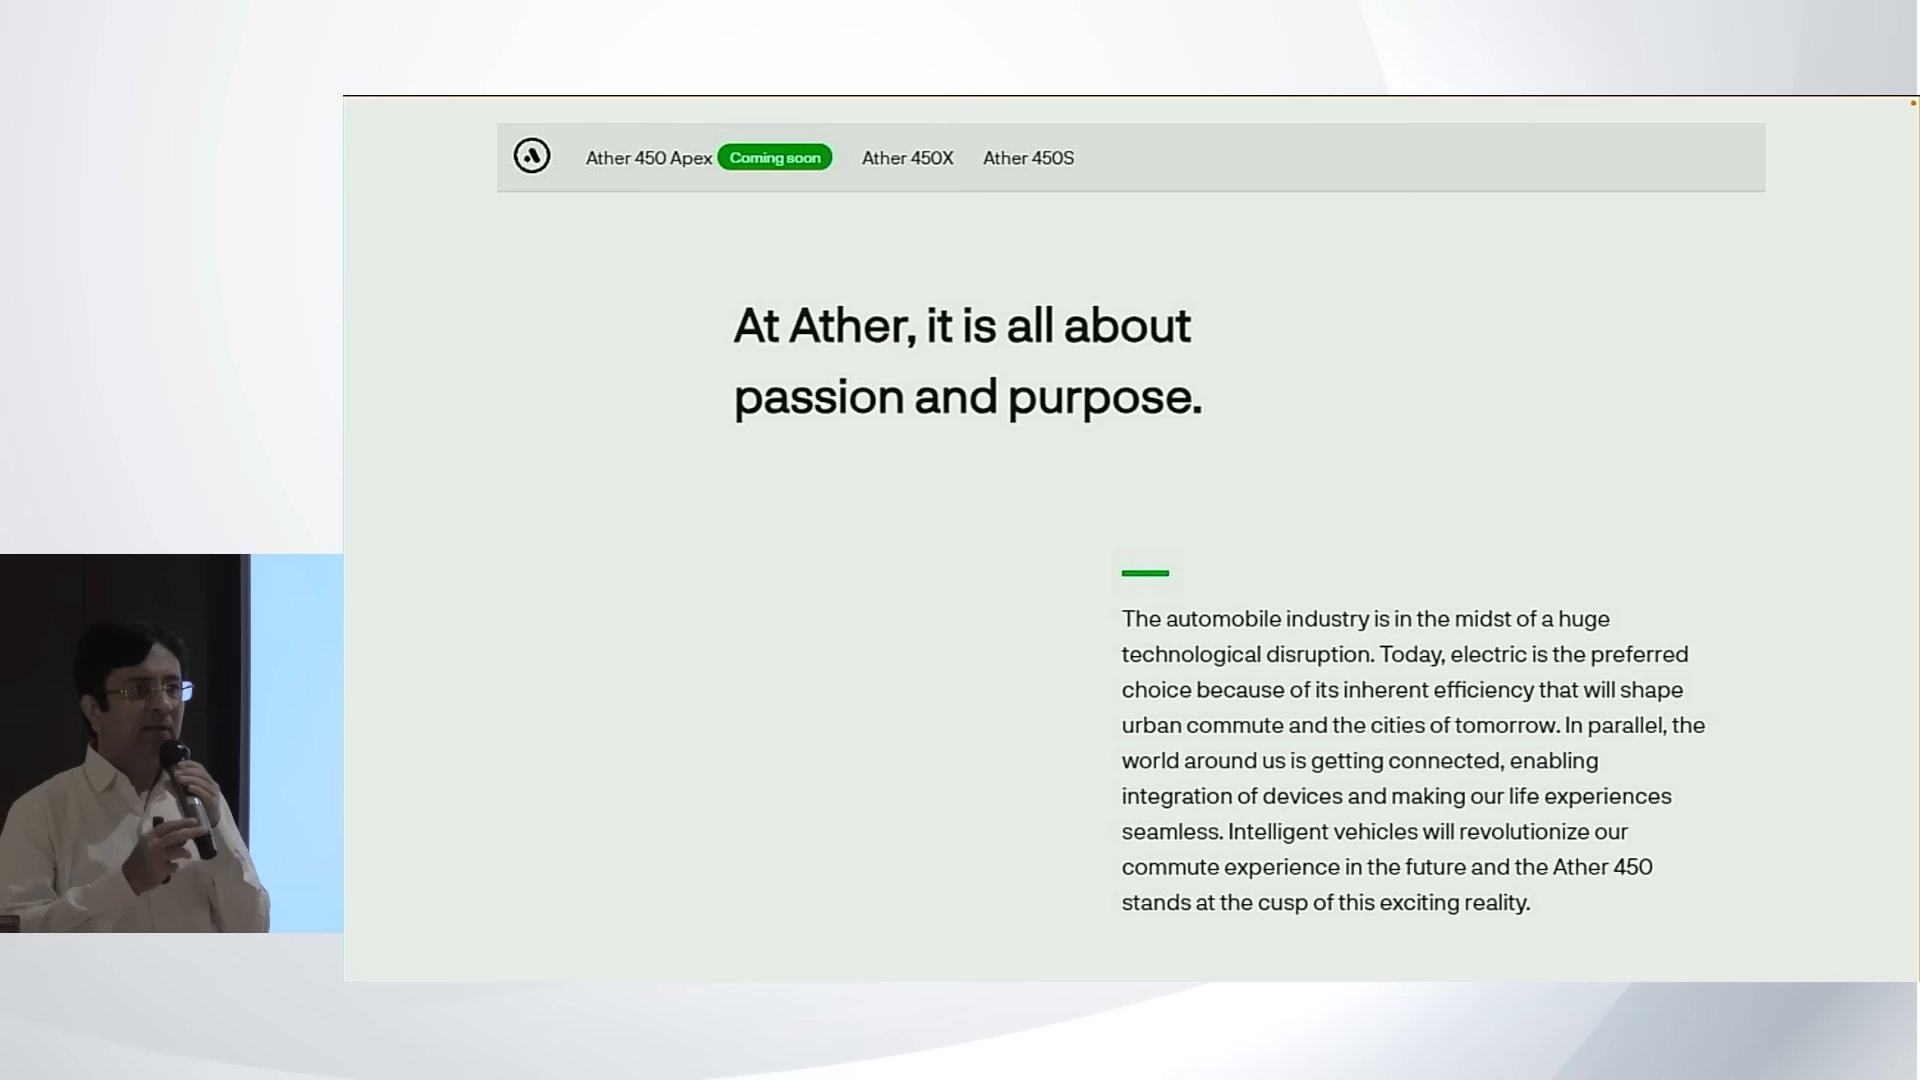 Ather 450 Apex Coming soon Ather 450X Ather 450S
At Ather, it is all about
passion and purpose.
The automobile industry is in the midst of a huge
technological disruption. Today, electric is the preferred
choice because of its inherent efficiency that will shape
urban commute and the cities of tomorrow. In parallel, the
world around us is getting connected, enabling
integration of devices and making our life experiences
seamless. Intelligent vehicles will revolutionize our
commute experience in the future and the Ather 450
stands at the cusp of this exciting reality.